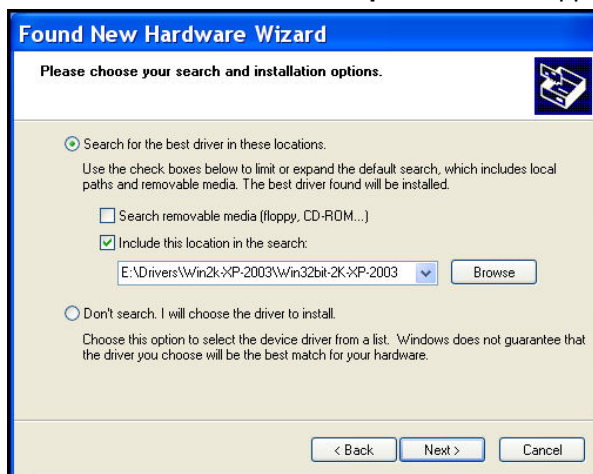 Found New Hardware Wizard
Please choose your search and installation options.
Search for the best driver in these locations.
Use the check boxes below to limit or expand the default search, which includes local
paths and removable media. The best driver found will be installed.
Search removable media (floppy, CD-ROM...)
Include this location in the search:
E:\Drivers\Win2k-XP-2003\Win32bit-2K-XP-2003 Browse
Don't search. I will choose the driver to install.
Choose this option to select the device driver from a list. Windows does not guarantee that
the driver you choose will be the best match for your hardware.
< Back Next > Cancel